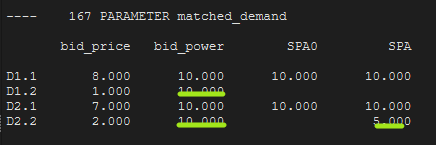 ---- 167 PARAMETER matched_demand
bid_price bid_power SPA0 SPA
D1.1 8.000 10.000 10.000 10.000
D1.2 1.000 10.000
D2.1 7.000 10.000 10.000 10.000
D2.2 2.000 10.000 5.000